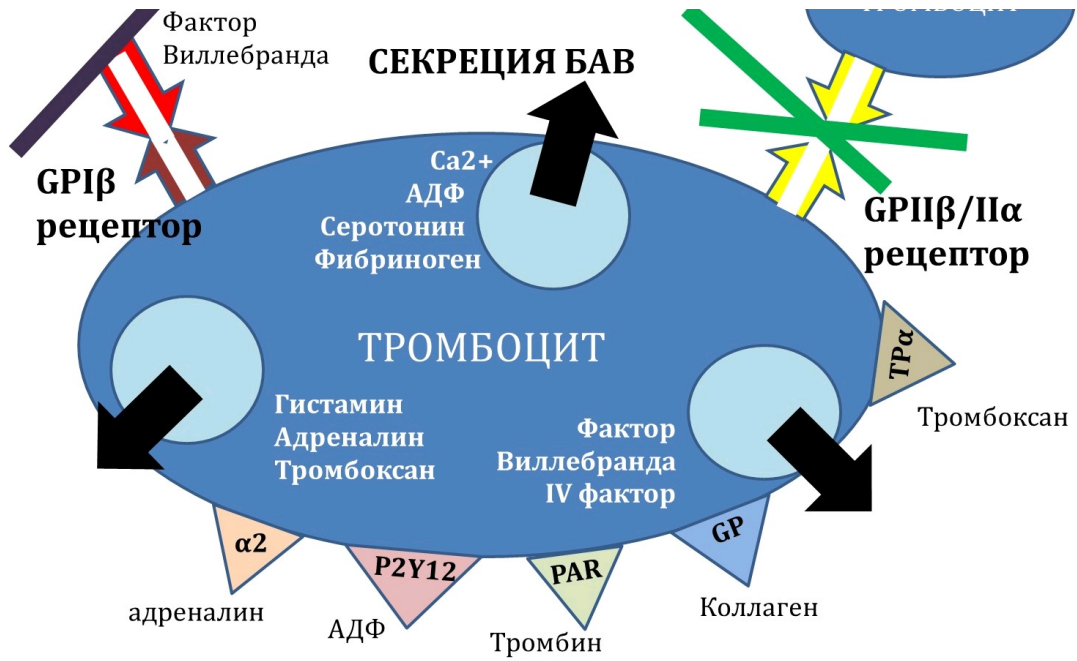 ТРОМБОЦИТ
Фактор
Виллебранда
СЕКРЕЦИЯ БАВ
GPIβ
рецептор
Ca2+
АДФ
Серотонин
Фибриноген
GPIIβ/IIα
рецептор
ТРОМБОЦИТ
TPα
Тромбоксан
Гистамин
Адреналин
Тромбоксан
Фактор
Виллебранда
IV фактор
α2
адреналин
P2Y12
АДФ
PAR
Тромбин
GP
Коллаген